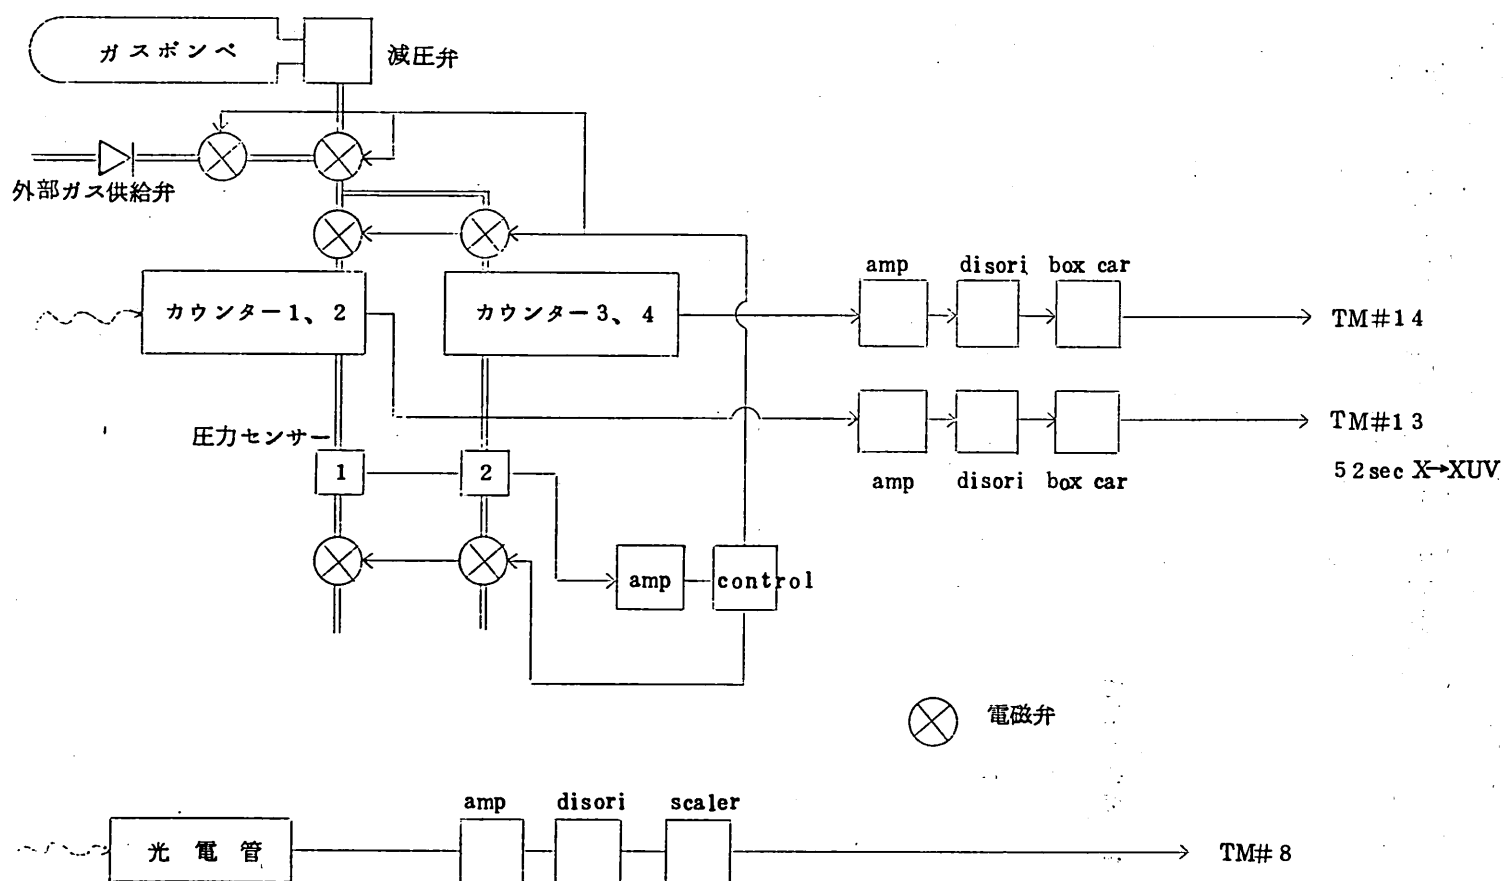 ガスボンベ
減圧弁
外部ガス供給弁
カウンター1、2
カウンター3、4
amp
disori
box car
TM#14
TM#13
52sec X→XUV
amp
disori
box car
圧力センサー
1
2
amp
control
電磁弁
amp
disori
scaler
光電管
TM#8